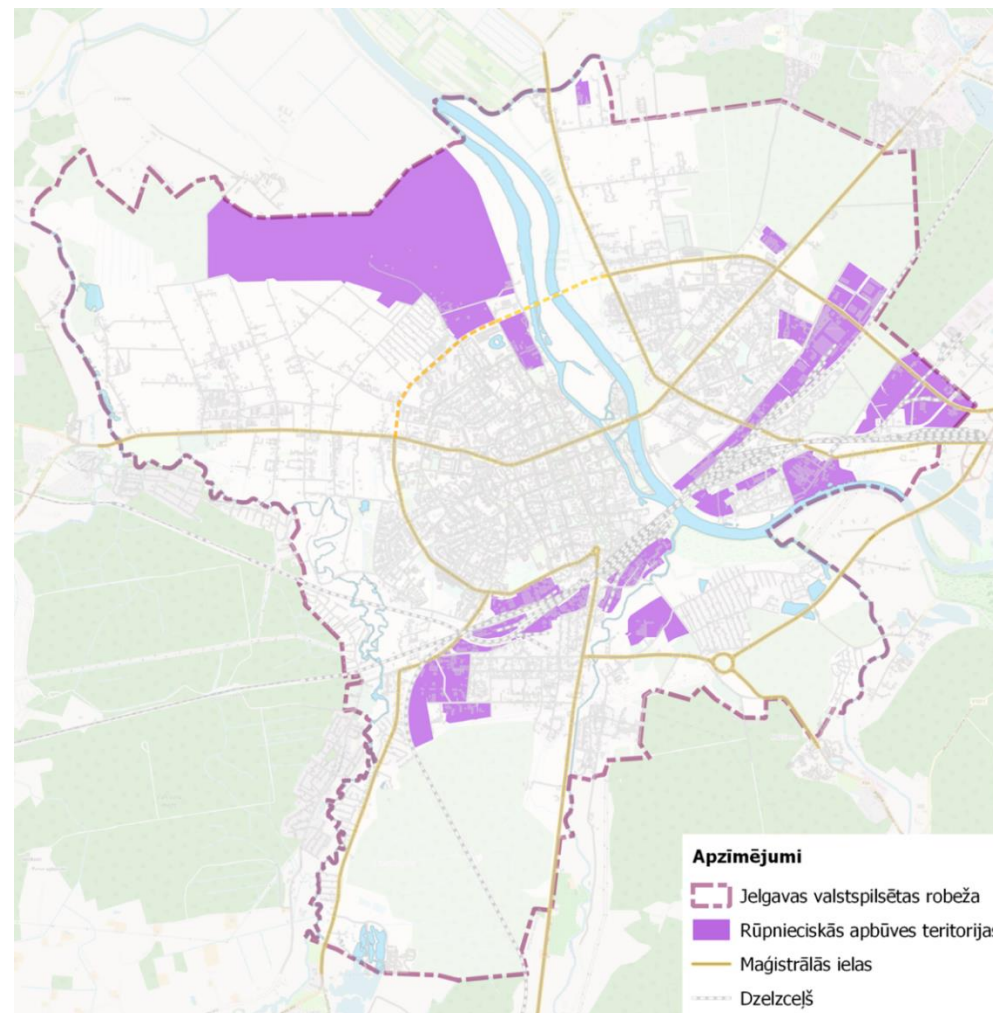 Apzīmējumi
Jelgavas valstspilsētas robeža
Rūpnieciskās apbūves teritorijas
Maģistrālās ielas
Dzelzceļš